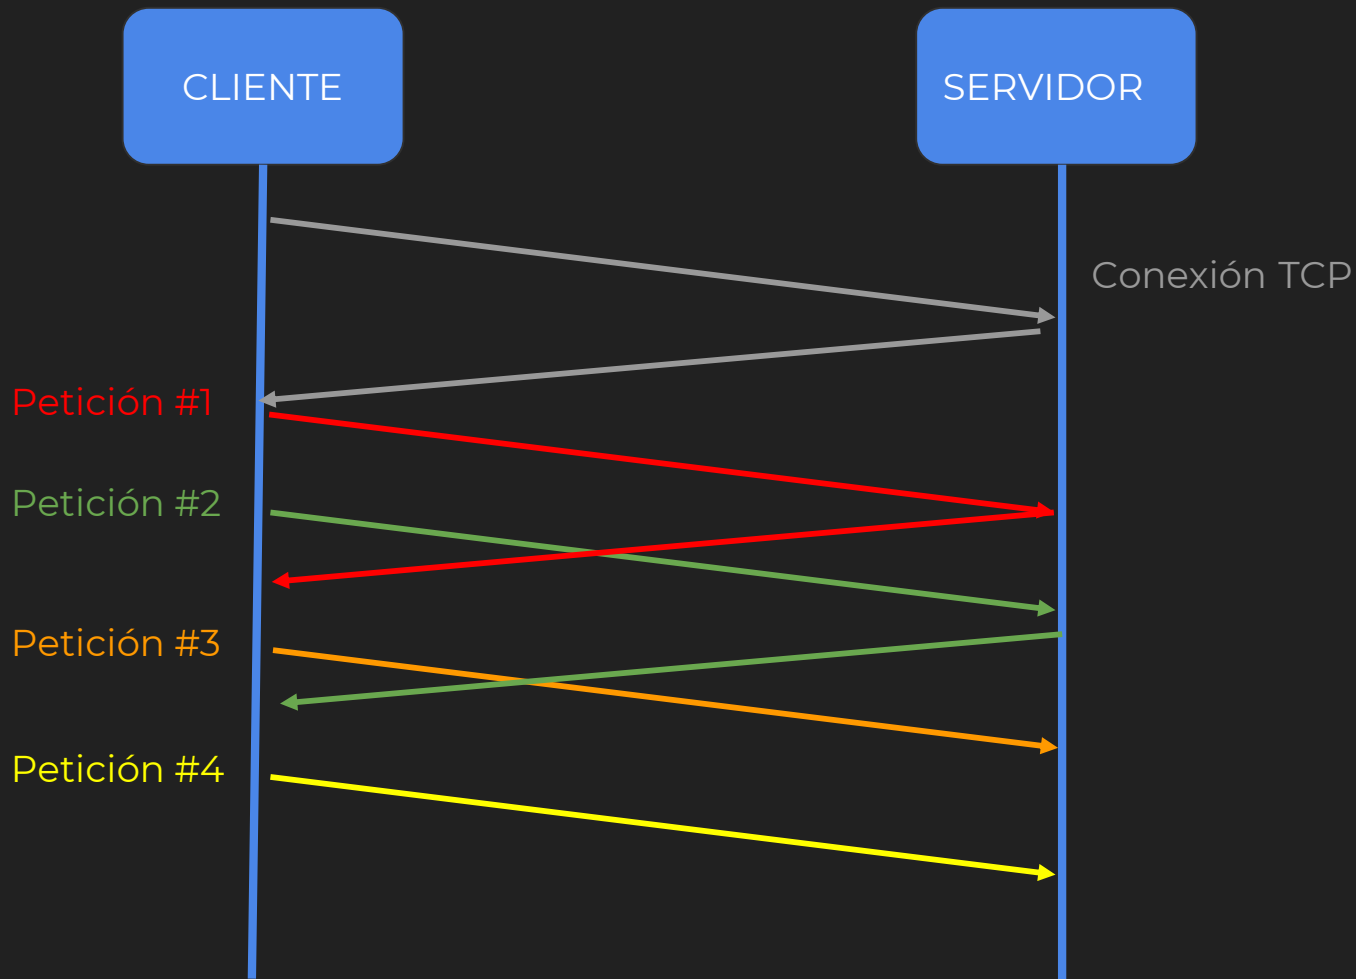 CLIENTE
SERVIDOR
Conexión TCP
Petición #1
Petición #2
Petición #3
Petición #4